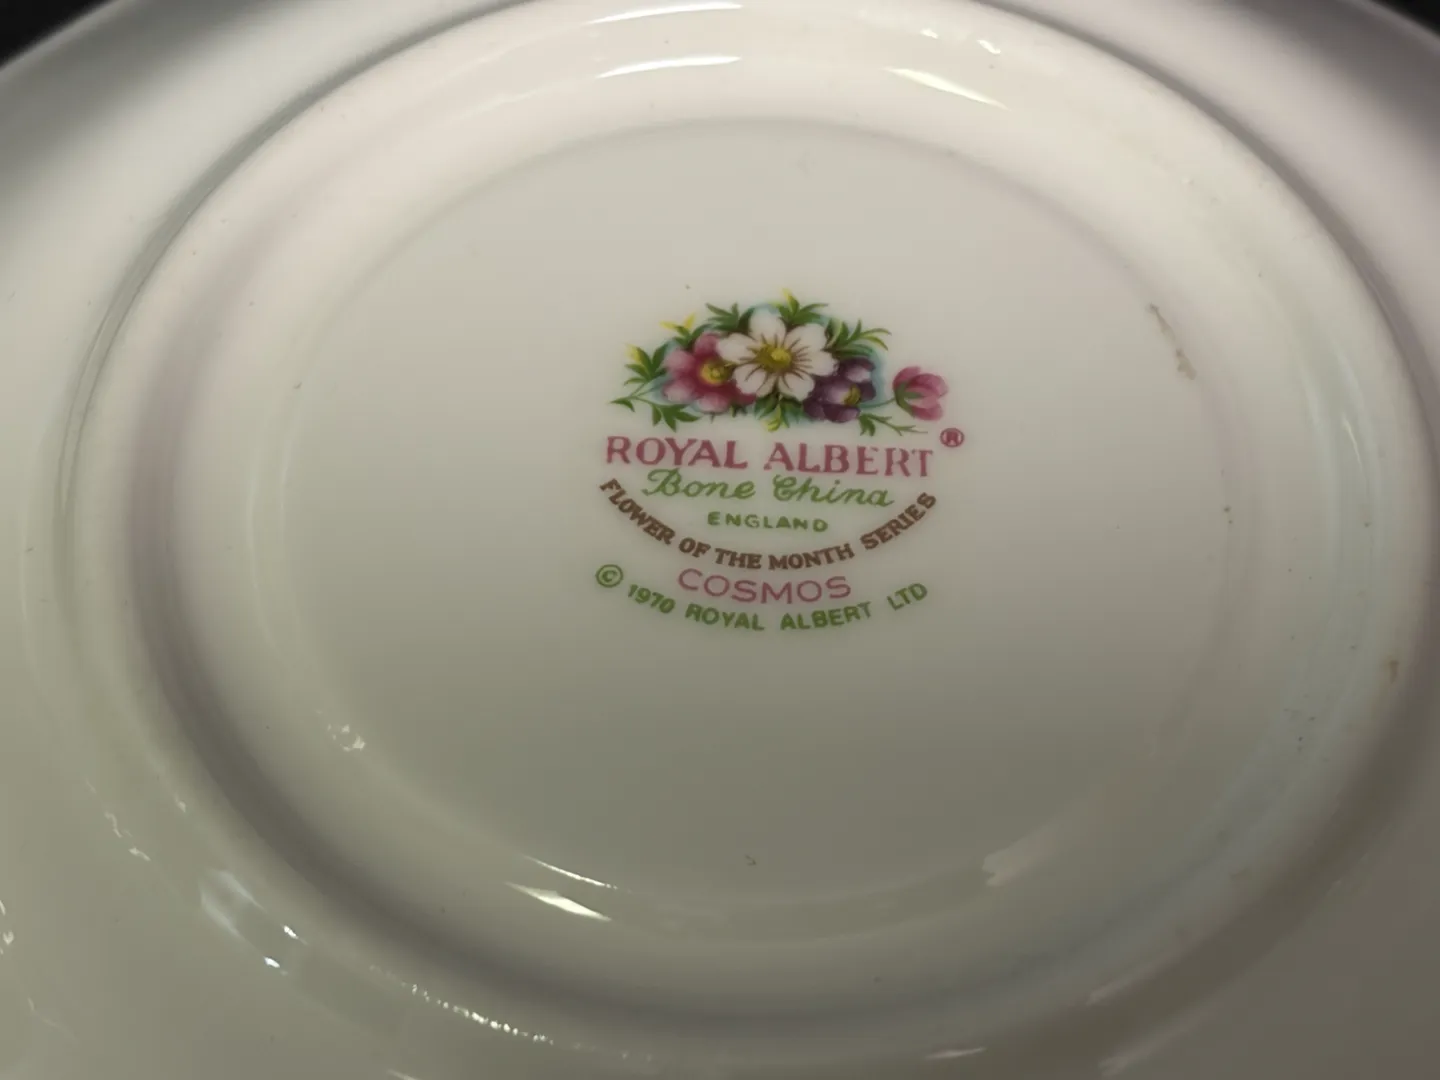 ROYAL ALBERT ®
Bone China
ENGLAND
FLOWER OF THE MONTH SERIES
COSMOS
© 1970 ROYAL ALBERT LTD